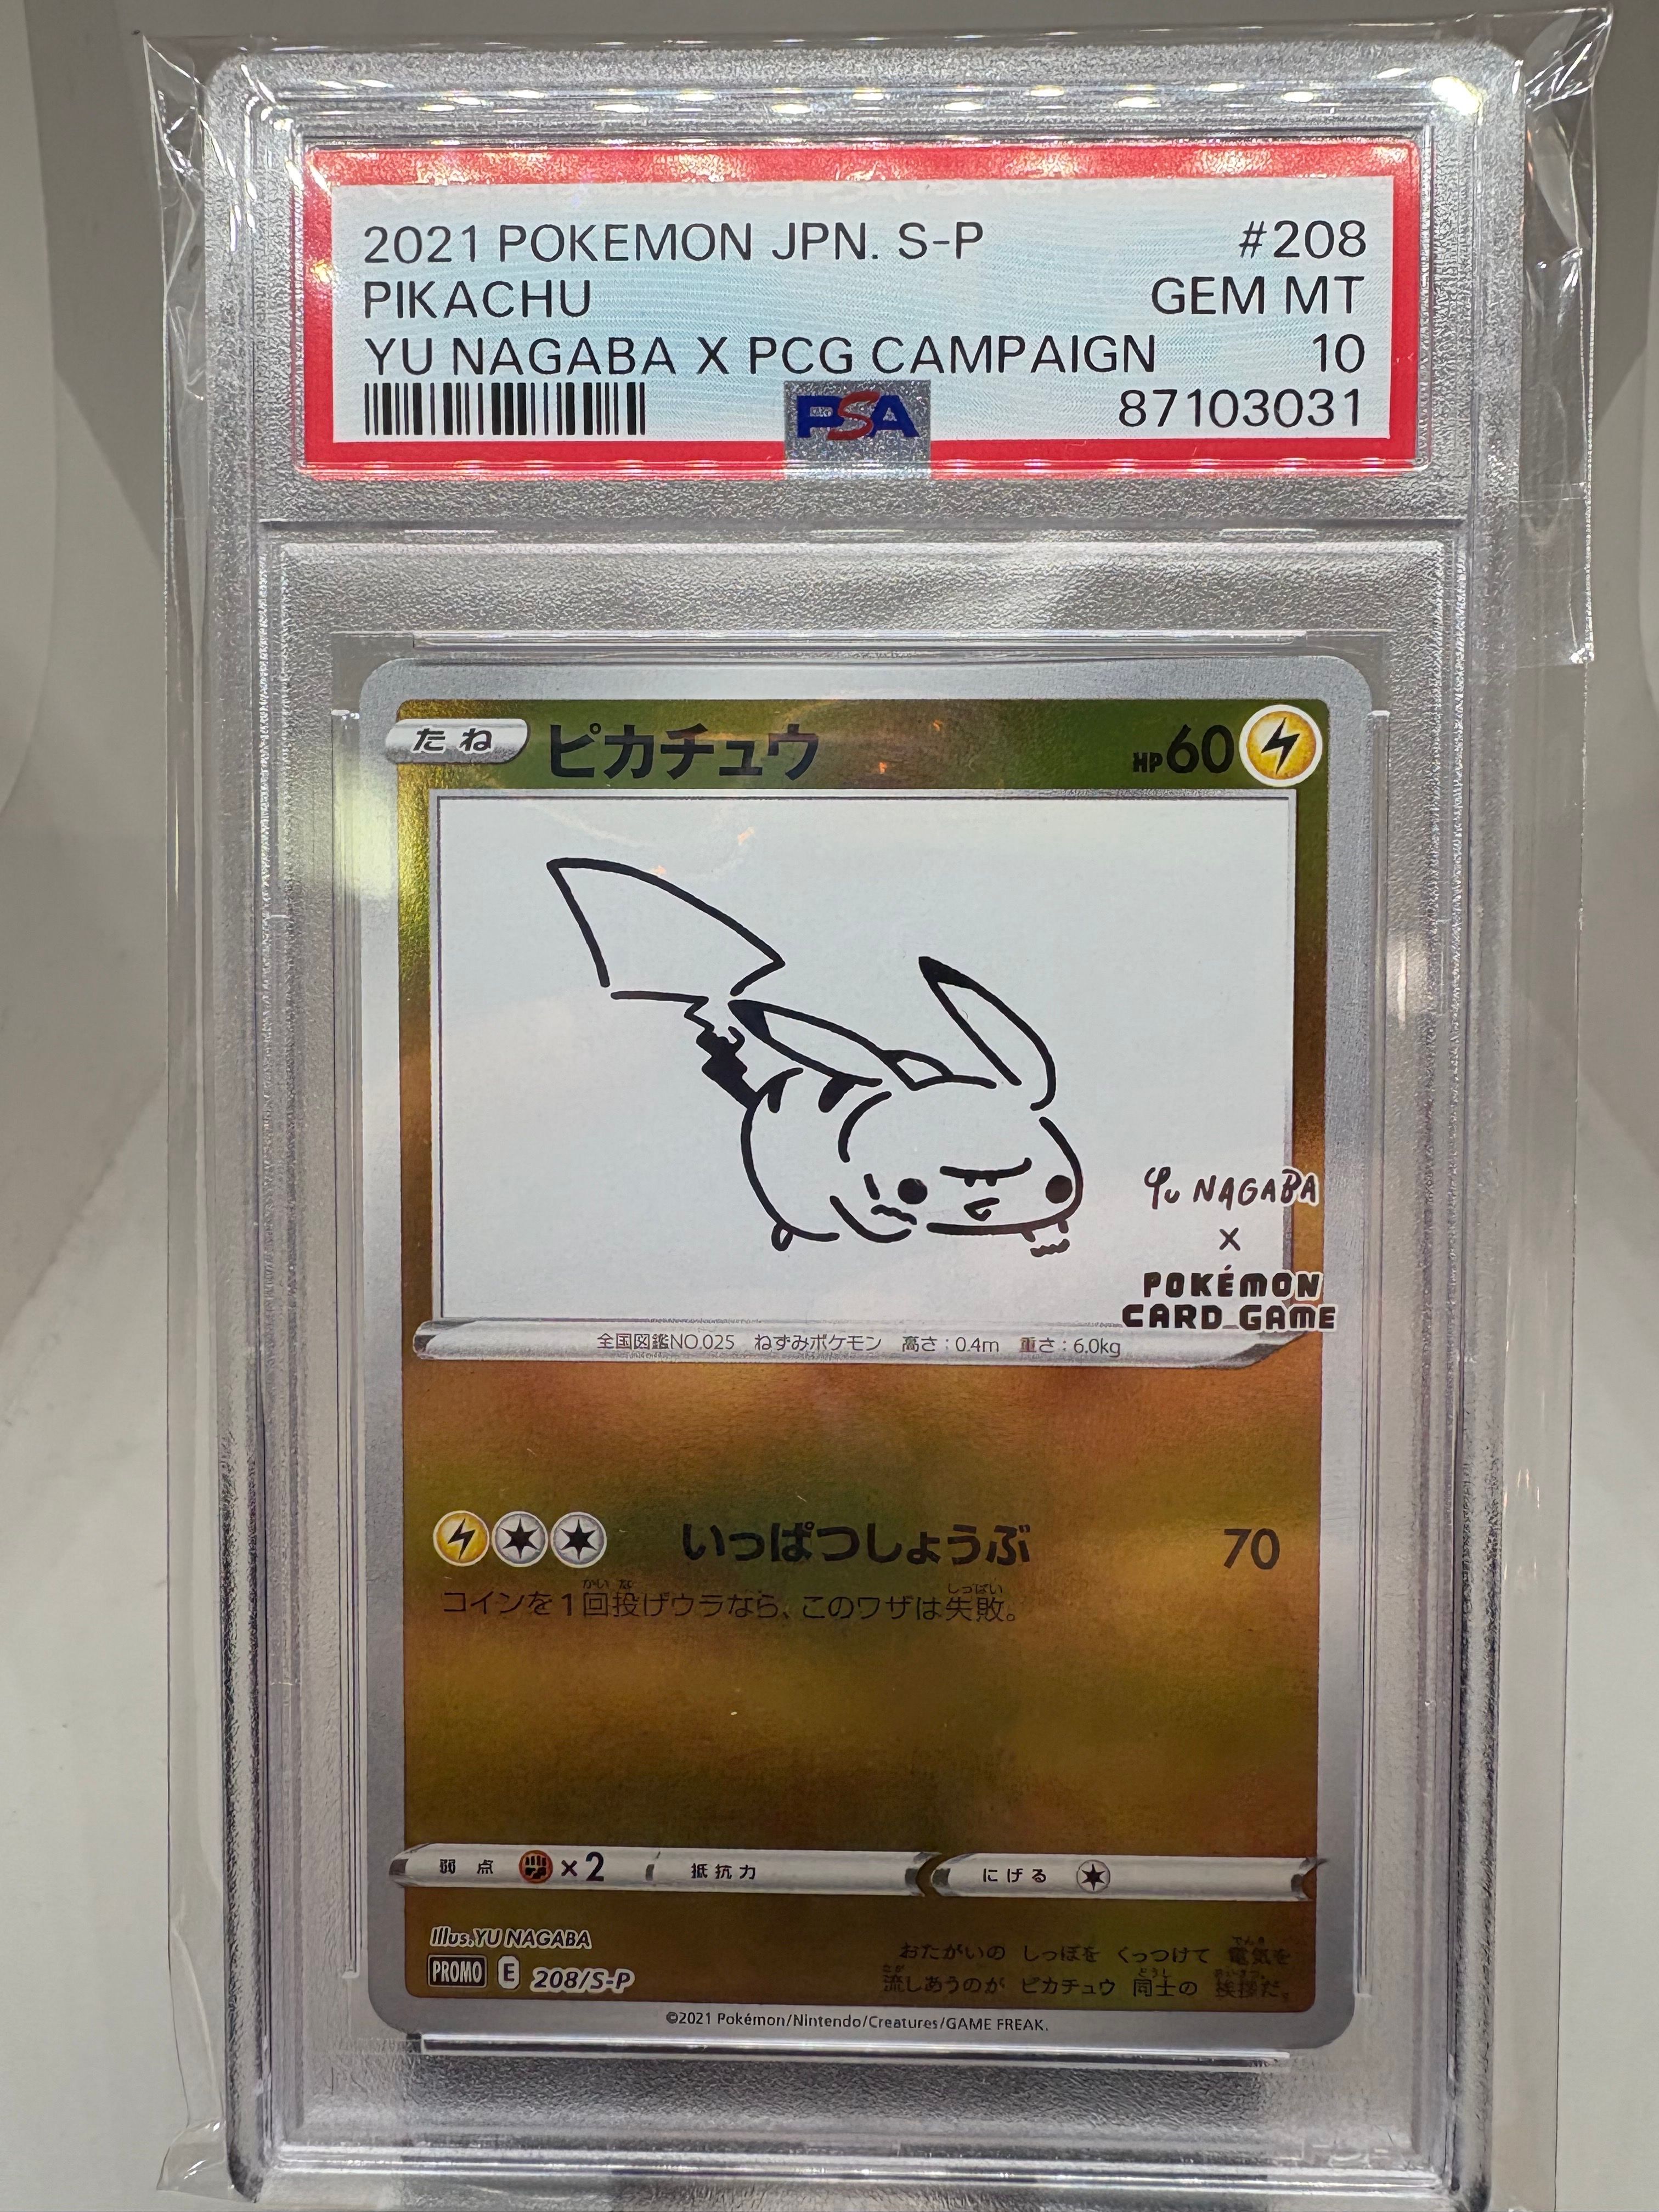 2021 POKEMON JPN. S-P #208
PIKACHU GEM MT
YU NAGABA X PCG CAMPAIGN 10
PSA 87103031
たね ピカチュウ HP60
Yu NAGABA
×
POKÉMON
CARD GAME
全国図鑑NO.025 ねずみポケモン 高さ：0.4m 重さ：6.0kg
いっぱつしょうぶ 70
コインを1回投げウラなら、このワザは失敗。
弱点 ×2 抵抗力 にげる
Illus.YU NAGABA
PROMO E 208/S-P
おたがいの しっぽを くっつけて 電気を
流しあうのが ピカチュウ 同士の 挨拶だ。
©2021 Pokémon/Nintendo/Creatures/GAME FREAK.